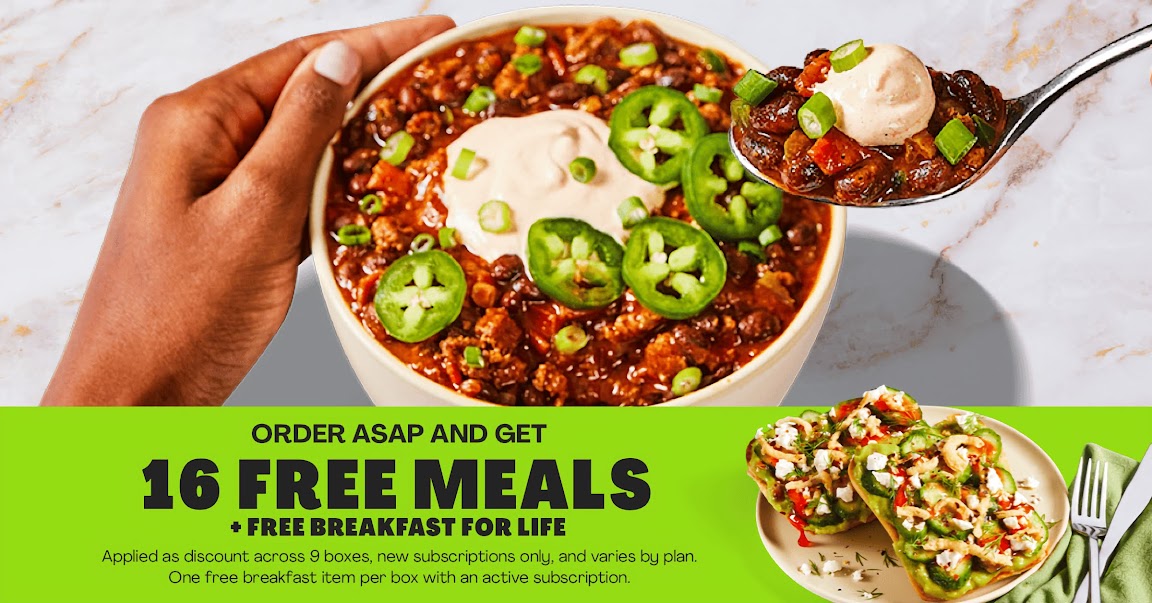 ORDER ASAP AND GET
16 FREE MEALS
+ FREE BREAKFAST FOR LIFE
Applied as discount across 9 boxes, new subscriptions only, and varies by plan.
One free breakfast item per box with an active subscription.